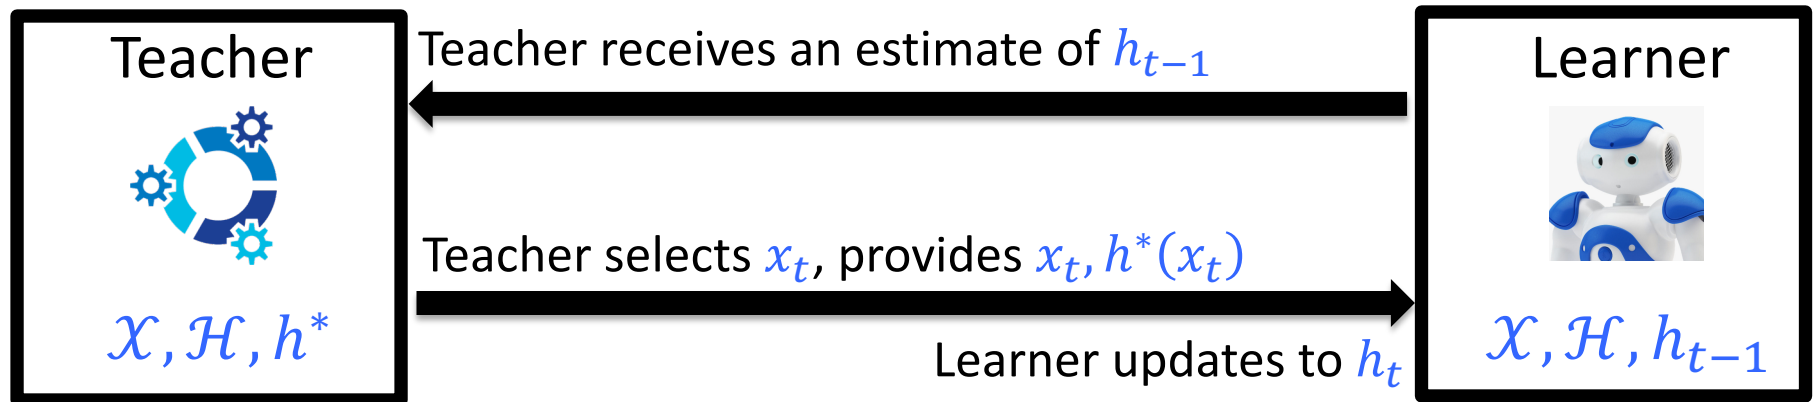 Teacher
Teacher receives an estimate of h_{t-1}
Learner
Teacher selects x_t, provides x_t, h^*(x_t)
𝒳, ℋ, h^*
Learner updates to h_t
𝒳, ℋ, h_{t-1}